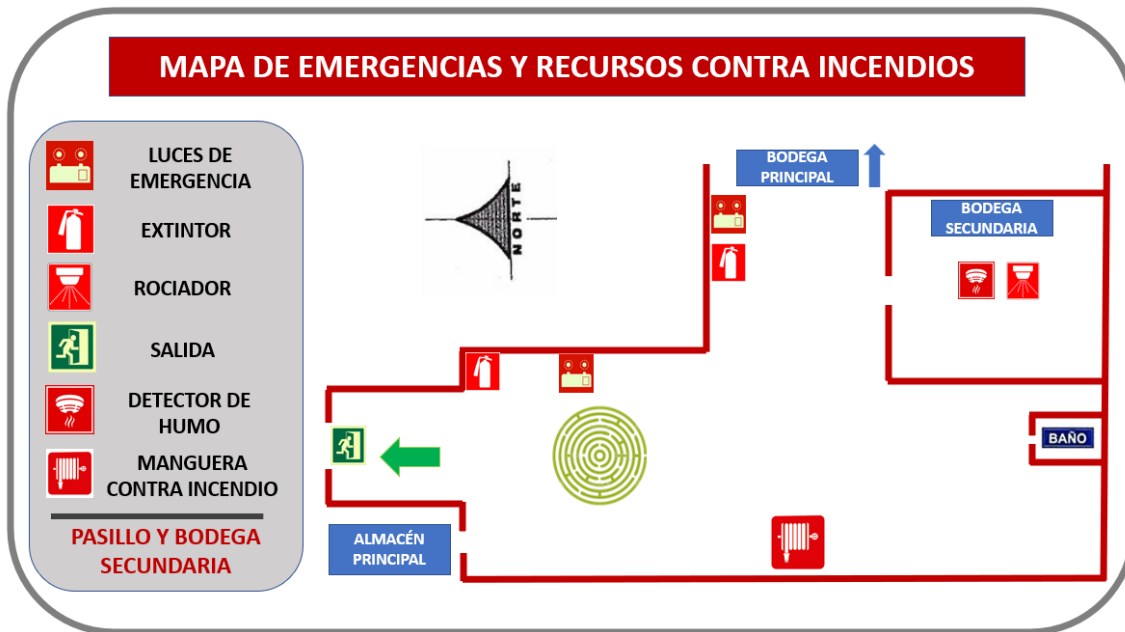 MAPA DE EMERGENCIAS Y RECURSOS CONTRA INCENDIOS
LUCES DE
EMERGENCIA
EXTINTOR
ROCIADOR
SALIDA
DETECTOR DE
HUMO
MANGUERA
CONTRA INCENDIO
PASILLO Y BODEGA
SECUNDARIA
NORTE
BODEGA
PRINCIPAL
BODEGA
SECUNDARIA
BAÑO
ALMACÉN
PRINCIPAL